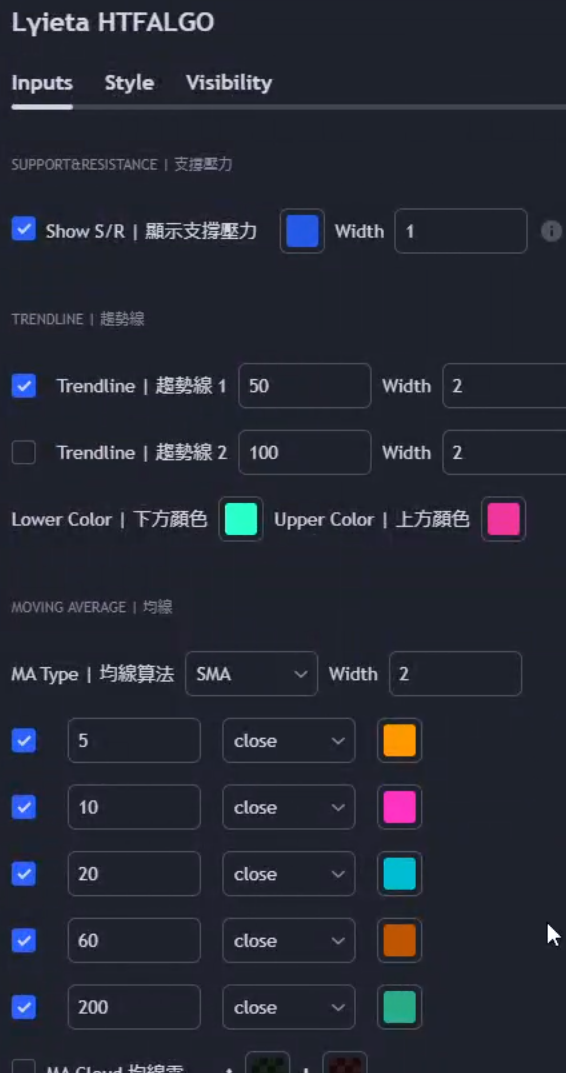 Lyieta HTFALGO
Inputs Style Visibility
SUPPORT&RESISTANCE | 支撐壓力
Show S/R | 顯示支撐壓力 Width 1
TRENDLINE | 趨勢線
Trendline | 趨勢線 1 50 Width 2
Trendline | 趨勢線 2 100 Width 2
Lower Color | 下方顏色 Upper Color | 上方顏色
MOVING AVERAGE | 均線
MA Type | 均線算法 SMA Width 2
5 close
10 close
20 close
60 close
200 close
MA Cloud 均線雲